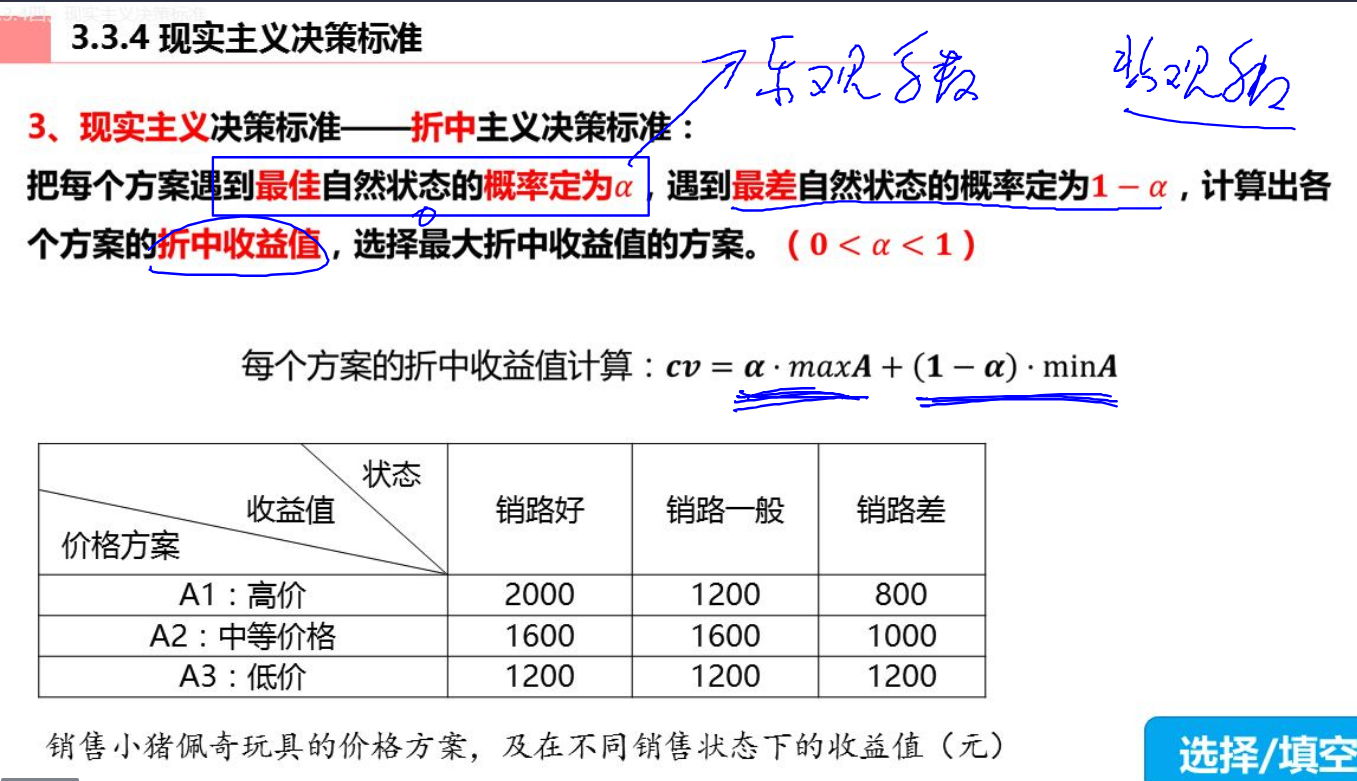 3.3.4 现实主义决策标准
乐观系数
悲观系数
3、现实主义决策标准——折中主义决策标准：
把每个方案遇到最佳自然状态的概率定为α，遇到最差自然状态的概率定为1 − α，计算出各
个方案的折中收益值，选择最大折中收益值的方案。（0 < α < 1）
每个方案的折中收益值计算：cv = α · maxA + (1 − α) · minA
状态
收益值
价格方案
销路好 销路一般 销路差
A1：高价 2000 1200 800
A2：中等价格 1600 1600 1000
A3：低价 1200 1200 1200
销售小猪佩奇玩具的价格方案，及在不同销售状态下的收益值（元）
选择/填空